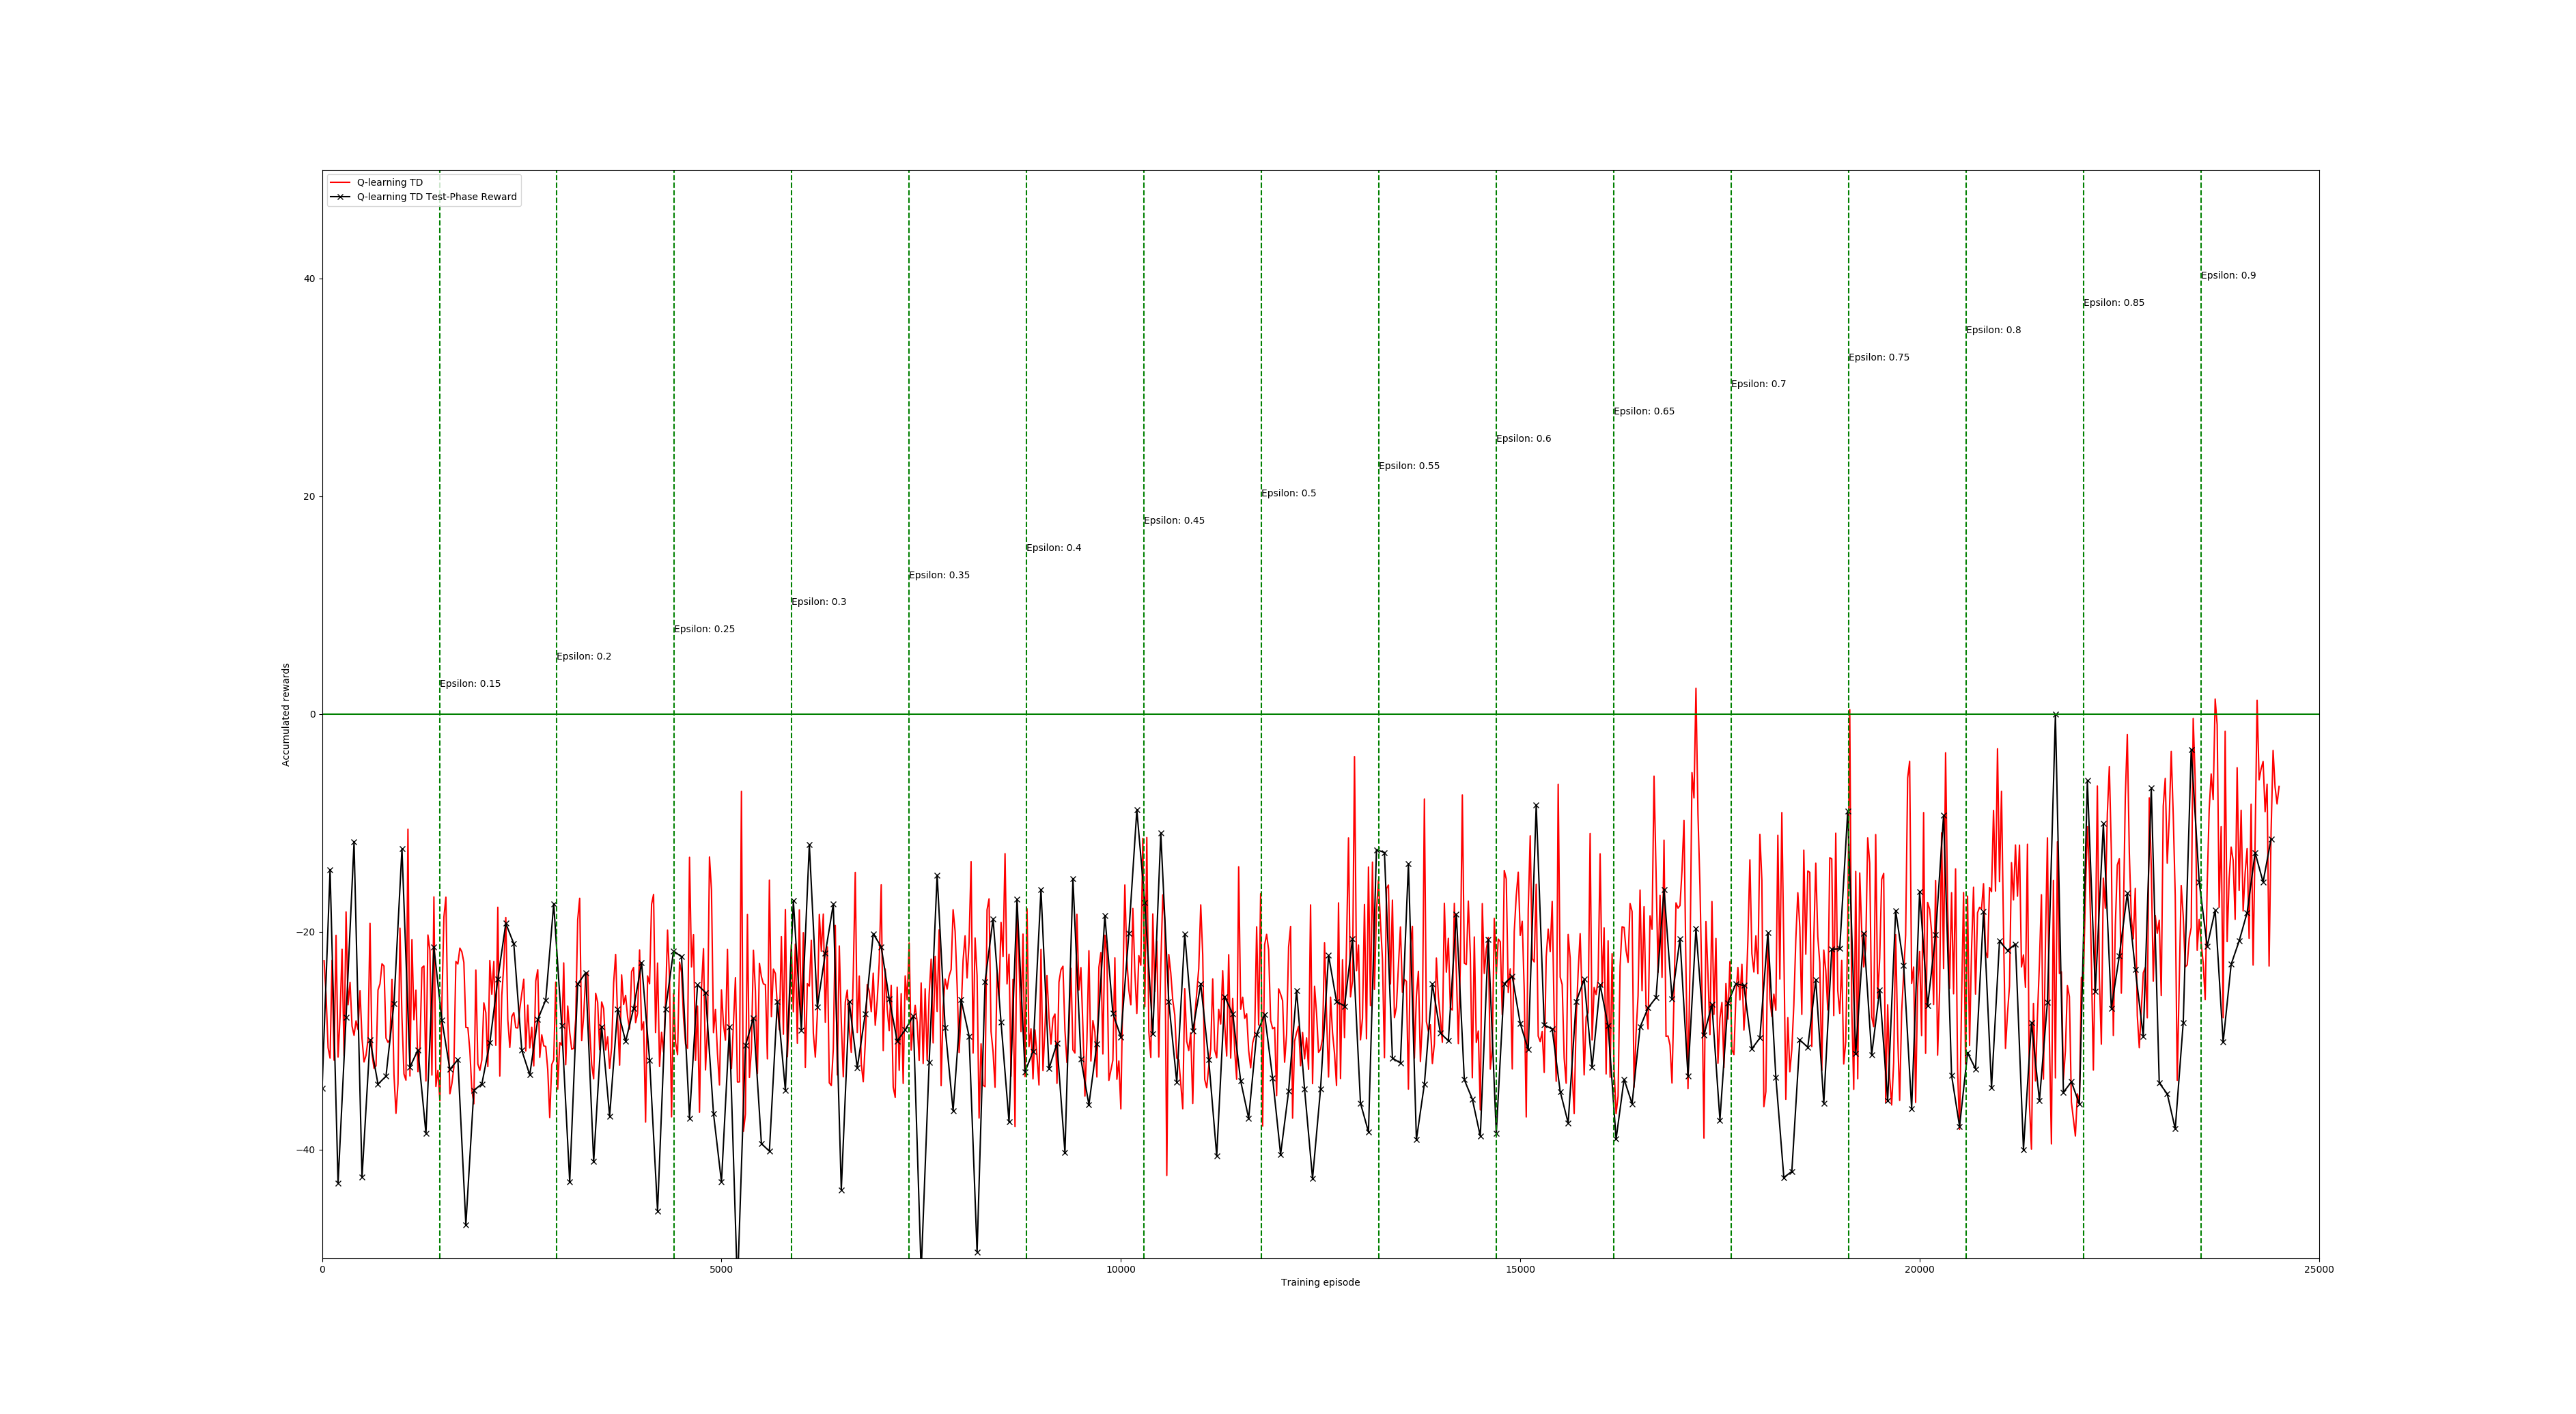 Q-learning TD
Q-learning TD Test-Phase Reward
40
20
0
−20
−40
Accumulated rewards
Epsilon: 0.15
Epsilon: 0.2
Epsilon: 0.25
Epsilon: 0.3
Epsilon: 0.35
Epsilon: 0.4
Epsilon: 0.45
Epsilon: 0.5
Epsilon: 0.55
Epsilon: 0.6
Epsilon: 0.65
Epsilon: 0.7
Epsilon: 0.75
Epsilon: 0.8
Epsilon: 0.85
Epsilon: 0.9
0
5000
10000
15000
20000
25000
Training episode